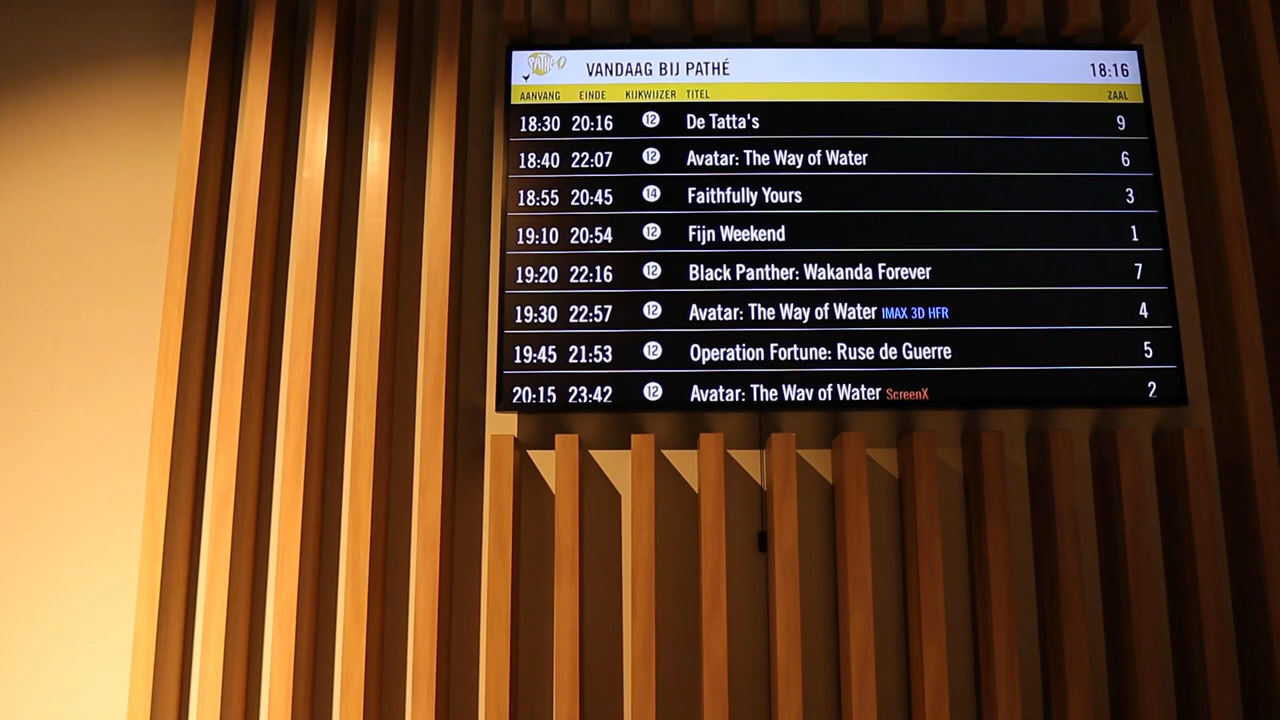 PATHÉ
VANDAAG BIJ PATHÉ 18:16
AANVANG EINDE KIJKWIJZER TITEL ZAAL
18:30 20:16 12 De Tatta's 9
18:40 22:07 12 Avatar: The Way of Water 6
18:55 20:45 14 Faithfully Yours 3
19:10 20:54 12 Fijn Weekend 1
19:20 22:16 12 Black Panther: Wakanda Forever 7
19:30 22:57 12 Avatar: The Way of Water IMAX 3D HFR 4
19:45 21:53 12 Operation Fortune: Ruse de Guerre 5
20:15 23:42 12 Avatar: The Way of Water ScreenX 2